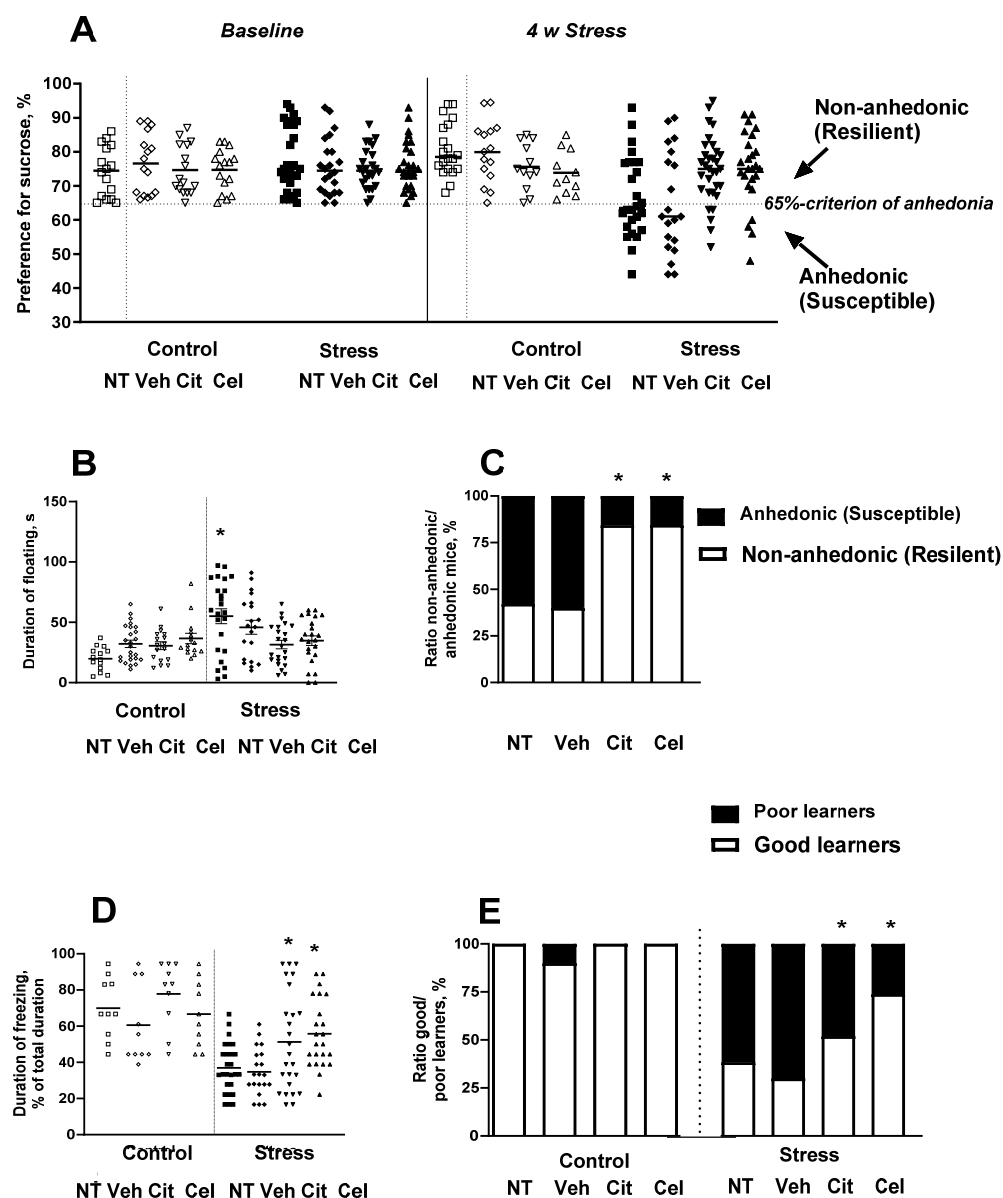 A
Baseline
4 w Stress
Preference for sucrose, %
100
90
80
70
60
50
40
30
Non-anhedonic
(Resilient)
65%-criterion of anhedonia
Anhedonic
(Susceptible)
Control
Stress
Control
Stress
NT Veh Cit Cel
NT Veh Cit Cel
NT Veh Cit Cel
NT Veh Cit Cel
B
Duration of floating, s
150
100
50
0
*
Control
Stress
NT Veh Cit Cel
NT Veh Cit Cel
C
Ratio non-anhedonic/
anhedonic mice, %
100
75
50
25
0
* *
Anhedonic (Susceptible)
Non-anhedonic (Resilent)
NT Veh Cit Cel
Poor learners
Good learners
D
Duration of freezing,
% of total duration
100
80
60
40
20
0
* *
Control
Stress
NT Veh Cit Cel
NT Veh Cit Cel
E
Ratio good/
poor learners, %
100
75
50
25
0
* *
Control
Stress
NT Veh Cit Cel
NT Veh Cit Cel